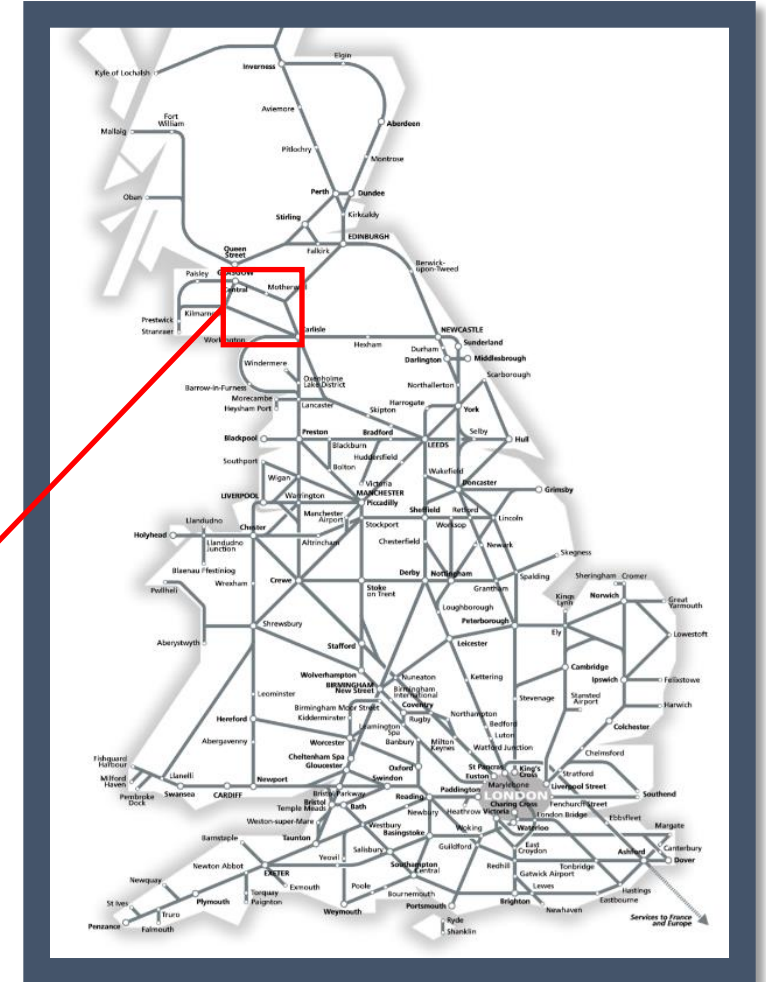 Elgin
Inverness
Kyle of Lochalsh
Aviemore
Fort
William
Mallaig
Aberdeen
Pitlochry
Montrose
Perth
Dundee
Oban
Stirling
Kirkcaldy
EDINBURGH
Queen
Street
Falkirk
Berwick-
upon-Tweed
Paisley
GLASGOW
Central
Motherwell
Prestwick
Stranraer
Carlisle
Hexham
NEWCASTLE
Sunderland
Durham
Darlington
Middlesbrough
Windermere
Scarborough
Oxenholme
Lake District
Northallerton
Barrow-in-Furness
Morecambe
Heysham Port
Lancaster
Harrogate
York
Skipton
Blackpool
Preston
Bradford
Selby
Hull
Blackburn
LEEDS
Huddersfield
Southport
Bolton
Wakefield
Wigan
Victoria
Doncaster
LIVERPOOL
Warrington
MANCHESTER
Piccadilly
Grimsby
Manchester
Airport
Sheffield
Retford
Llandudno
Stockport
Worksop
Lincoln
Holyhead
Chester
Llandudno
Junction
Altrincham
Chesterfield
Newark
Skegness
Blaenau Ffestiniog
Wrexham
Crewe
Derby
Nottingham
Spalding
Sheringham
Cromer
Pwllheli
Stoke
on Trent
Grantham
Kings
Lynn
Norwich
Great
Yarmouth
Loughborough
Shrewsbury
Peterborough
Ely
Lowestoft
Aberystwyth
Stafford
Leicester
Wolverhampton
Nuneaton
Kettering
Cambridge
BIRMINGHAM
New Street
Birmingham
International
Ipswich
Felixstowe
Leominster
Coventry
Stevenage
Stansted
Airport
Harwich
Birmingham Moor Street
Kidderminster
Rugby
Northampton
Hereford
Leamington
Spa
Bedford
Colchester
Abergavenny
Worcester
Banbury
Milton
Keynes
Luton
Watford Junction
Chelmsford
Cheltenham Spa
Gloucester
Oxford
St Pancras
Euston
King's
Cross
Stratford
Fishguard
Harbour
Milford
Haven
Llanelli
Newport
Swindon
Marylebone
Liverpool Street
Pembroke
Dock
Swansea
CARDIFF
Bristol Parkway
Bristol
Temple Meads
Bath
Reading
Paddington
LONDON
Southend
Charing Cross
Fenchurch Street
Newbury
Heathrow
Victoria
London Bridge
Ebbsfleet
Weston-super-Mare
Westbury
Basingstoke
Woking
Waterloo
Margate
Barnstaple
Taunton
Salisbury
Guildford
East
Croydon
Ashford
Canterbury
Dover
Yeovil
Newton Abbot
EXETER
Southampton
Central
Redhill
Tonbridge
Gatwick Airport
Newquay
Exmouth
Poole
Lewes
Hastings
St Ives
Plymouth
Torquay
Paignton
Bournemouth
Eastbourne
Truro
Weymouth
Portsmouth
Brighton
Newhaven
Penzance
Falmouth
Ryde
Shanklin
Services to France
and Europe